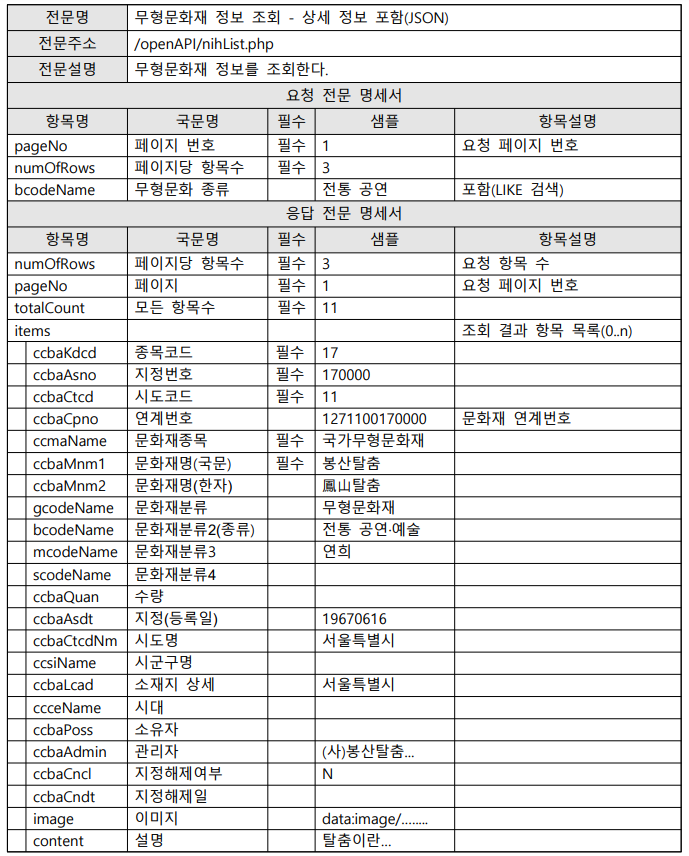 전문명 무형문화재 정보 조회 - 상세 정보 포함(JSON)
전문주소 /openAPI/nihList.php
전문설명 무형문화재 정보를 조회한다.
요청 전문 명세서
항목명 국문명 필수 샘플 항목설명
pageNo 페이지 번호 필수 1 요청 페이지 번호
numOfRows 페이지당 항목수 필수 3
bcodeName 무형문화 종류 전통 공연 포함(LIKE 검색)
응답 전문 명세서
항목명 국문명 필수 샘플 항목설명
numOfRows 페이지당 항목수 필수 3 요청 항목 수
pageNo 페이지 필수 1 요청 페이지 번호
totalCount 모든 항목수 필수 11
items 조회 결과 항목 목록(0..n)
ccbaKdcd 종목코드 필수 17
ccbaAsno 지정번호 필수 170000
ccbaCtcd 시도코드 필수 11
ccbaCpno 연계번호 1271100170000 문화재 연계번호
ccmaName 문화재종목 필수 국가무형문화재
ccbaMnm1 문화재명(국문) 필수 봉산탈춤
ccbaMnm2 문화재명(한자) 鳳山탈춤
gcodeName 문화재분류 무형문화재
bcodeName 문화재분류2(종류) 전통 공연·예술
mcodeName 문화재분류3 연희
scodeName 문화재분류4
ccbaQuan 수량
ccbaAsdt 지정(등록일) 19670616
ccbaCtcdNm 시도명 서울특별시
ccsiName 시군구명
ccbaLcad 소재지 상세 서울특별시
ccceName 시대
ccbaPoss 소유자
ccbaAdmin 관리자 (사)봉산탈춤...
ccbaCncl 지정해제여부 N
ccbaCndt 지정해제일
image 이미지 data:image/........
content 설명 탈춤이란...